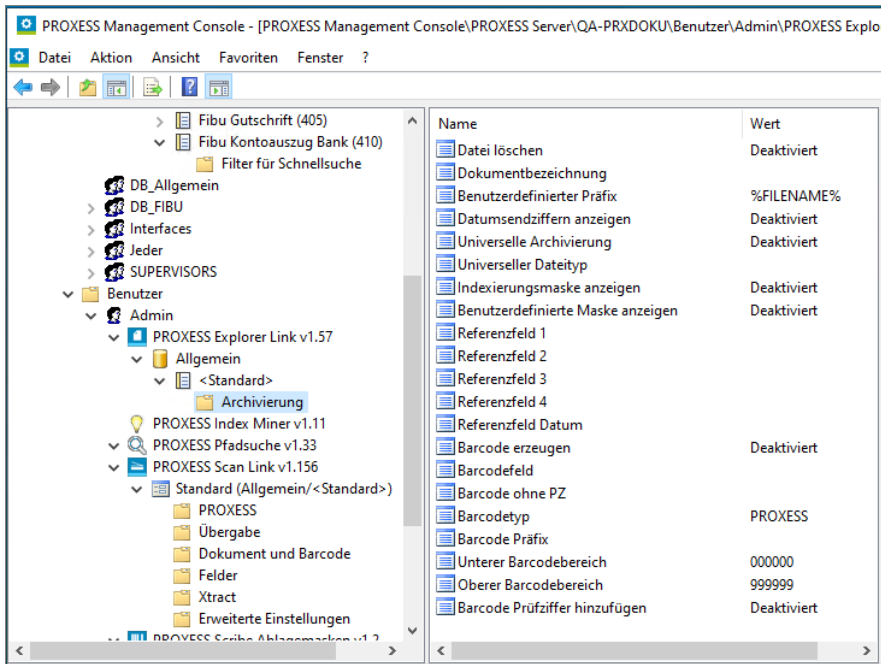 PROXESS Management Console - [PROXESS Management Console\PROXESS Server\QA-PRXDOKU\Benutzer\Admin\PROXESS Explo
Datei Aktion Ansicht Favoriten Fenster ?
Fibu Gutschrift (405)
Fibu Kontoauszug Bank (410)
Filter für Schnellsuche
DB_Allgemein
DB_FIBU
Interfaces
Jeder
SUPERVISORS
Benutzer
Admin
PROXESS Explorer Link v1.57
Allgemein
<Standard>
Archivierung
PROXESS Index Miner v1.11
PROXESS Pfadsuche v1.33
PROXESS Scan Link v1.156
Standard (Allgemein/<Standard>)
PROXESS
Übergabe
Dokument und Barcode
Felder
Xtract
Erweiterte Einstellungen
PROXESS Scribe Ablagemasken v1.2
Name Wert
Datei löschen Deaktiviert
Dokumentbezeichnung
Benutzerdefinierter Präfix %FILENAME%
Datumsendziffern anzeigen Deaktiviert
Universelle Archivierung Deaktiviert
Universeller Dateityp
Indexierungsmaske anzeigen Deaktiviert
Benutzerdefinierte Maske anzeigen Deaktiviert
Referenzfeld 1
Referenzfeld 2
Referenzfeld 3
Referenzfeld 4
Referenzfeld Datum
Barcode erzeugen Deaktiviert
Barcodefeld
Barcode ohne PZ
Barcodetyp PROXESS
Barcode Präfix
Unterer Barcodebereich 000000
Oberer Barcodebereich 999999
Barcode Prüfziffer hinzufügen Deaktiviert